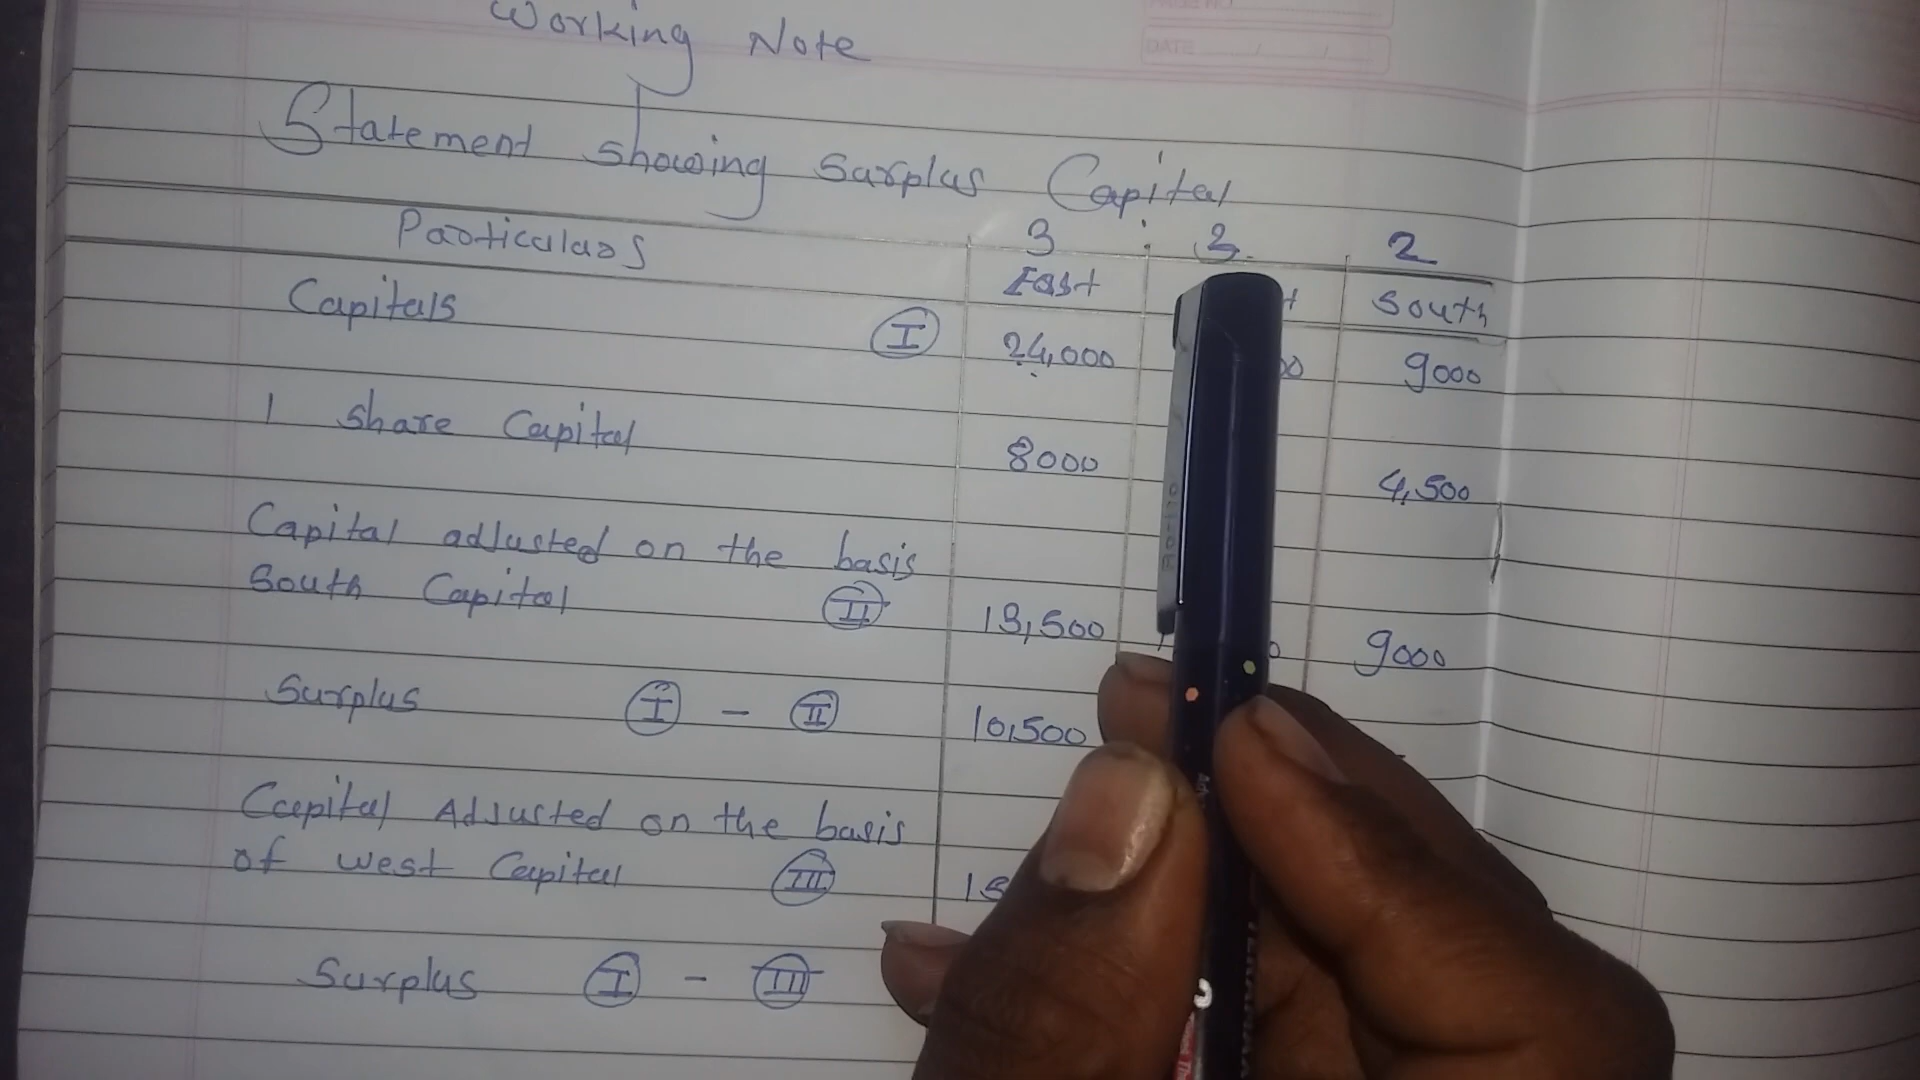 Working Note
DATE
Statement showing Surplus Capital
3 2 2
Particulars East South
Capitals I 24,000 9000
1 Share Capital 8000 4,500
Capital adjusted on the basis
South Capital II 13,500 9000
Surplus I - II 10,500
Capital Adjusted on the basis
of west Capital III
Surplus I - III